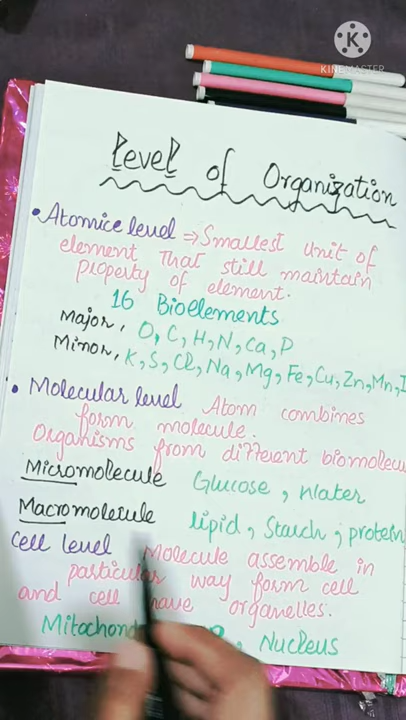 KINEMASTER
Level of Organization
• Atomice level ⇒ Smallest unit of
element that still maintain
property of element.
16 Bioelements
Major, O, C, H, N, Ca, P
Minor, K, S, Cl, Na, Mg, Fe, Cu, Zn, Mn, I
• Molecular level Atom combines
form molecule.
Organisms from different biomolecu
Micromolecule Glucose, Water
Macromolecule lipid, Starch, protein
Cell level Molecule assemble in
particular way form cell
and cell have organelles.
Mitochond , Nucleus